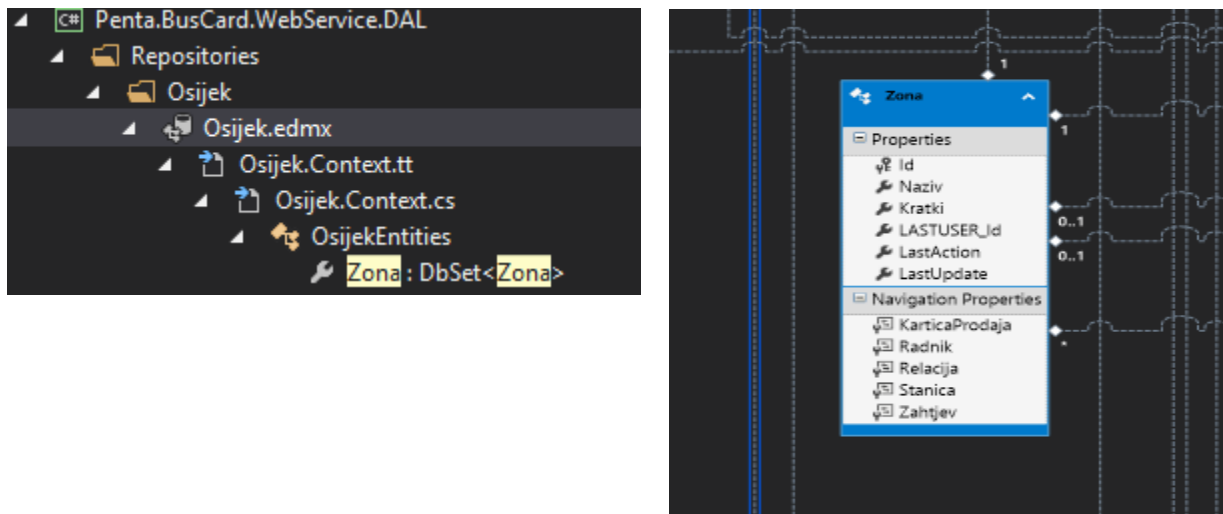 C# Penta.BusCard.WebService.DAL
Repositories
Osijek
Osijek.edmx
Osijek.Context.tt
Osijek.Context.cs
OsijekEntities
Zona : DbSet<Zona>
1
Zona
1
Properties
Id
Naziv
Kratki
0..1
LASTUSER_Id
LastAction
0..1
LastUpdate
Navigation Properties
KarticaProdaja
*
Radnik
Relacija
Stanica
Zahtjev